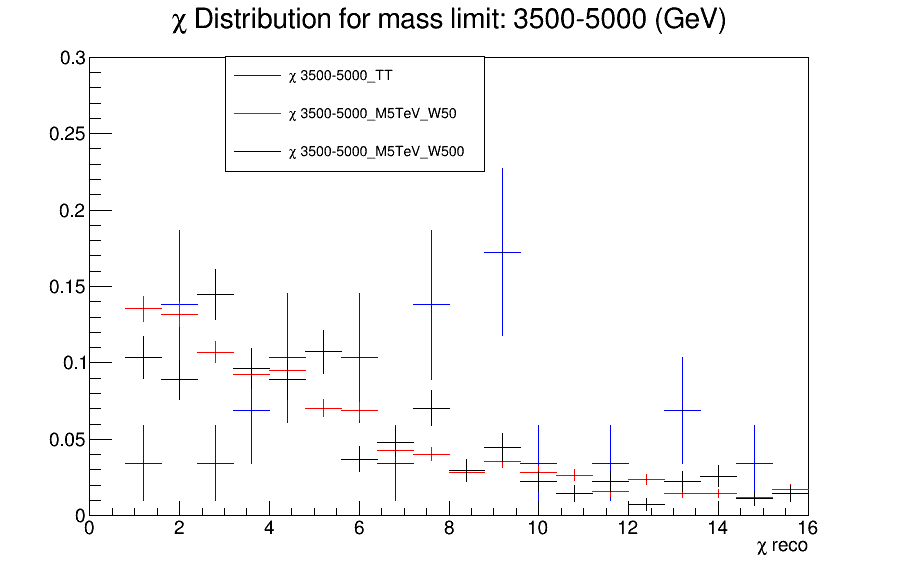 χ Distribution for mass limit: 3500-5000 (GeV)
χ 3500-5000_TT
χ 3500-5000_M5TeV_W50
χ 3500-5000_M5TeV_W500
0.3
0.25
0.2
0.15
0.1
0.05
0
0 2 4 6 8 10 12 14 16
χ reco